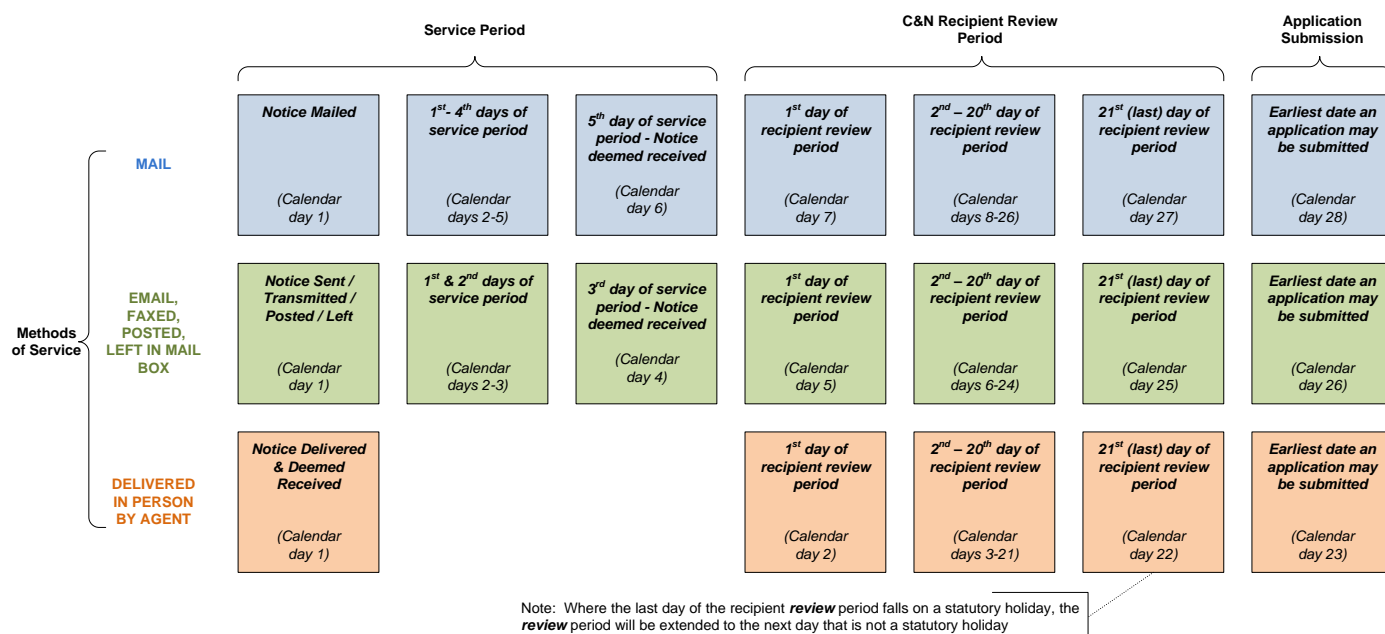 Service Period
C&N Recipient Review
Period
Application
Submission
Methods
of Service
MAIL
Notice Mailed
(Calendar
day 1)
1st- 4th days of
service period
(Calendar
days 2-5)
5th day of service
period - Notice
deemed received
(Calendar
day 6)
1st day of
recipient review
period
(Calendar
day 7)
2nd – 20th day of
recipient review
period
(Calendar
days 8-26)
21st (last) day of
recipient review
period
(Calendar
day 27)
Earliest date an
application may
be submitted
(Calendar
day 28)
EMAIL,
FAXED,
POSTED,
LEFT IN MAIL
BOX
Notice Sent /
Transmitted /
Posted / Left
(Calendar
day 1)
1st & 2nd days of
service period
(Calendar
days 2-3)
3rd day of service
period - Notice
deemed received
(Calendar
day 4)
1st day of
recipient review
period
(Calendar
day 5)
2nd – 20th day of
recipient review
period
(Calendar
days 6-24)
21st (last) day of
recipient review
period
(Calendar
day 25)
Earliest date an
application may
be submitted
(Calendar
day 26)
DELIVERED
IN PERSON
BY AGENT
Notice Delivered
& Deemed
Received
(Calendar
day 1)
1st day of
recipient review
period
(Calendar
day 2)
2nd – 20th day of
recipient review
period
(Calendar
days 3-21)
21st (last) day of
recipient review
period
(Calendar
day 22)
Earliest date an
application may
be submitted
(Calendar
day 23)
Note: Where the last day of the recipient review period falls on a statutory holiday, the
review period will be extended to the next day that is not a statutory holiday